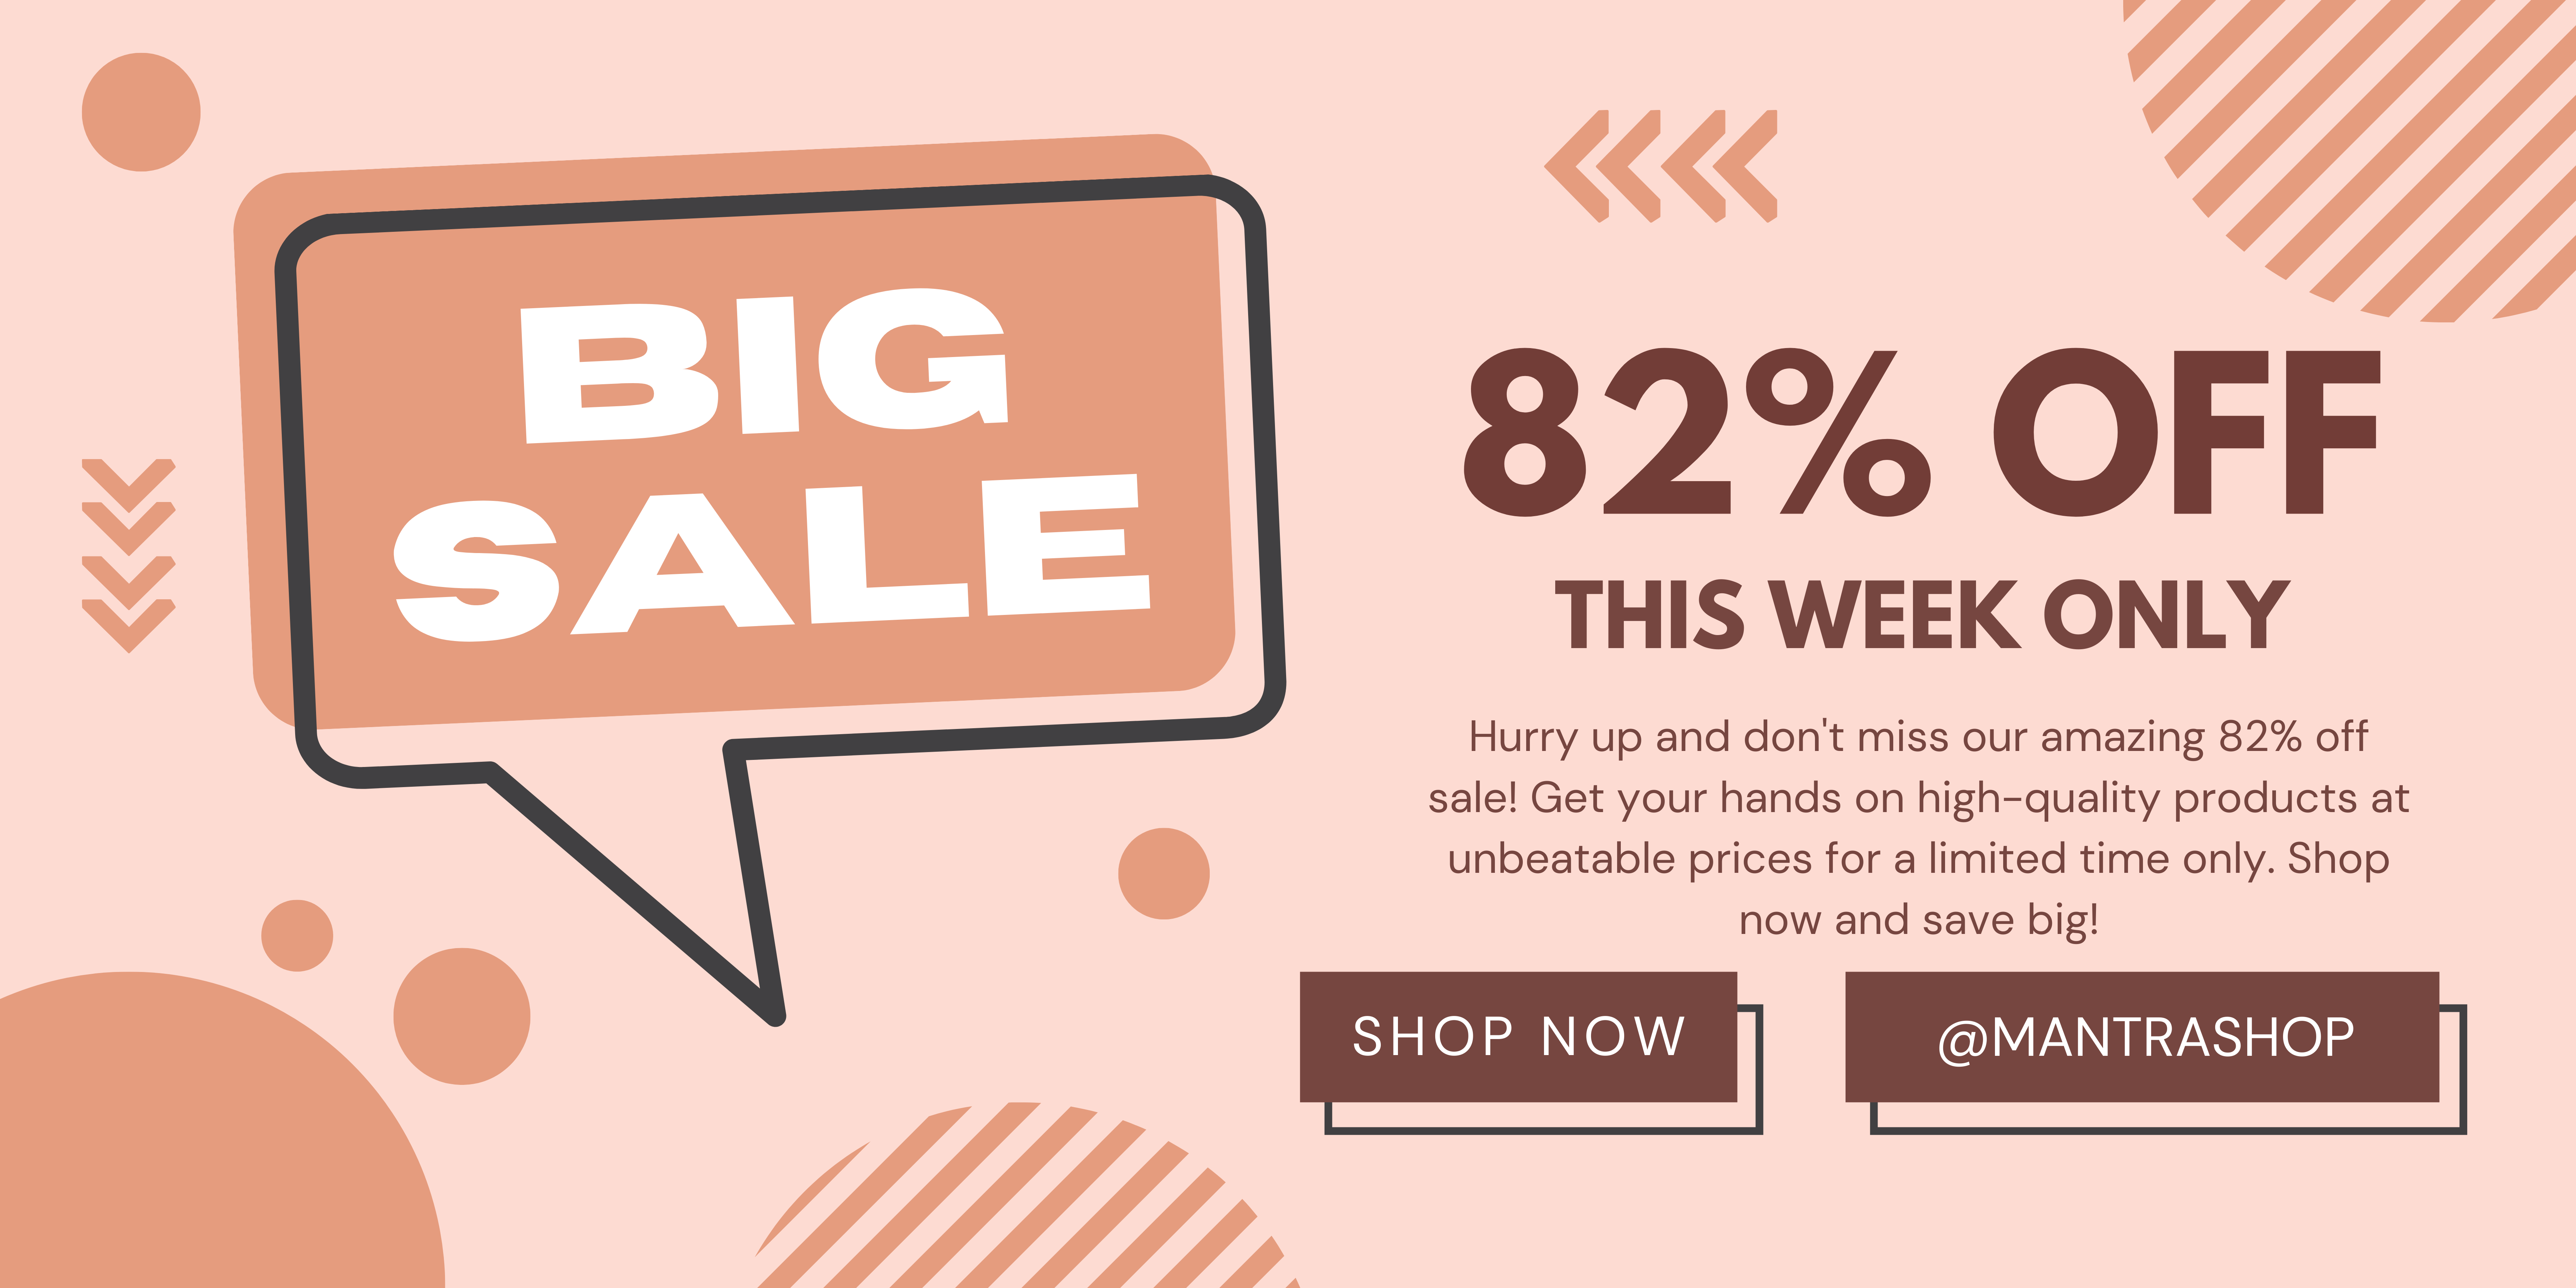 BIG
SALE
82% OFF
THIS WEEK ONLY
Hurry up and don't miss our amazing 82% off
sale! Get your hands on high-quality products at
unbeatable prices for a limited time only. Shop
now and save big!
SHOP NOW
@MANTRASHOP